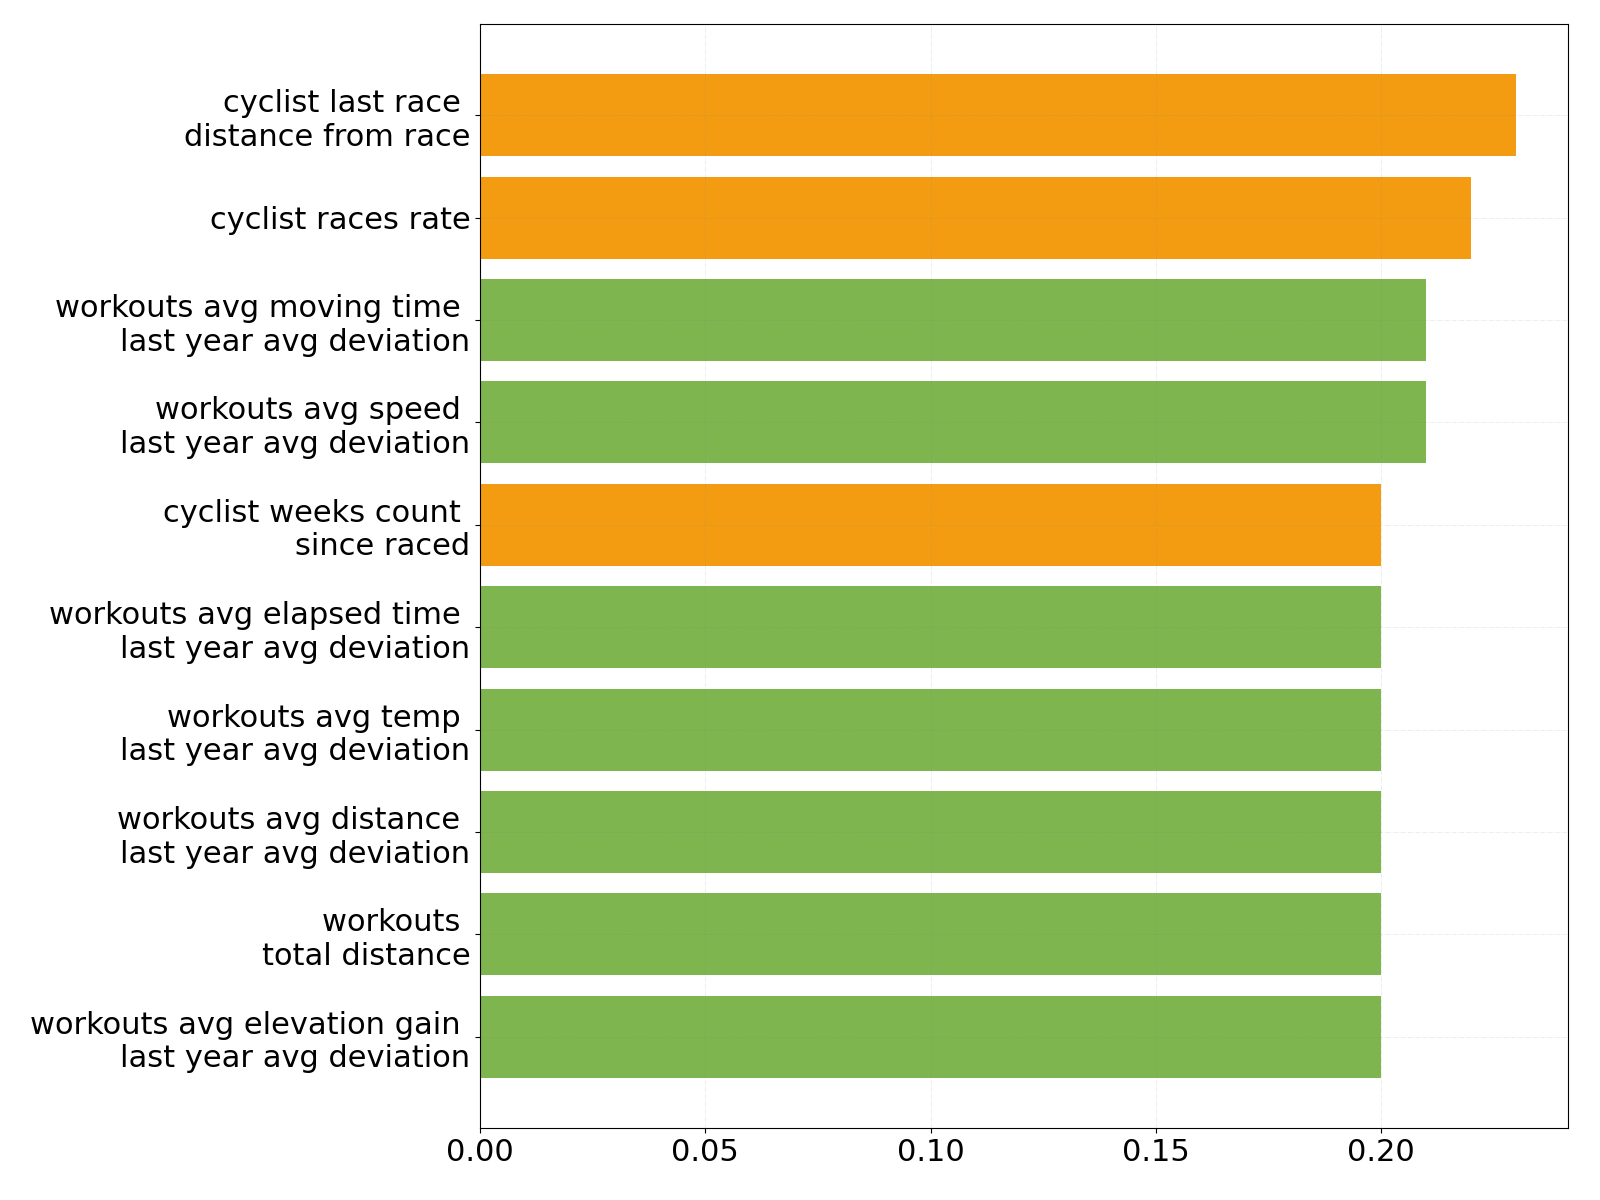 cyclist last race
distance from race
cyclist races rate
workouts avg moving time
last year avg deviation
workouts avg speed
last year avg deviation
cyclist weeks count
since raced
workouts avg elapsed time
last year avg deviation
workouts avg temp
last year avg deviation
workouts avg distance
last year avg deviation
workouts
total distance
workouts avg elevation gain
last year avg deviation
0.00 0.05 0.10 0.15 0.20